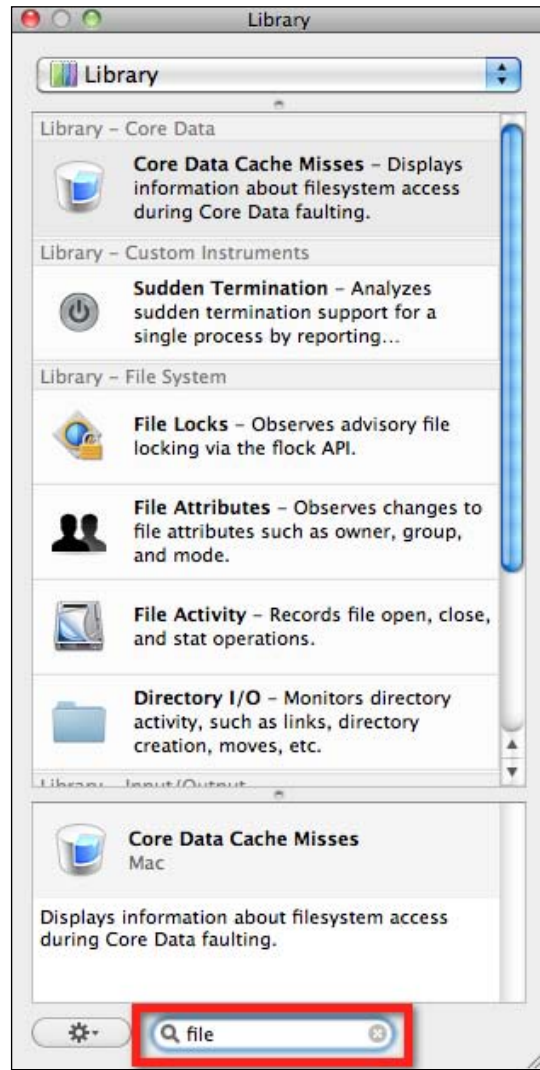 Library
Library
Library – Core Data
Core Data Cache Misses – Displays
information about filesystem access
during Core Data faulting.
Library – Custom Instruments
Sudden Termination – Analyzes
sudden termination support for a
single process by reporting...
Library – File System
File Locks – Observes advisory file
locking via the flock API.
File Attributes – Observes changes to
file attributes such as owner, group,
and mode.
File Activity – Records file open, close,
and stat operations.
Directory I/O – Monitors directory
activity, such as links, directory
creation, moves, etc.
Library – Input/Output
Core Data Cache Misses
Mac
Displays information about filesystem access
during Core Data faulting.
file